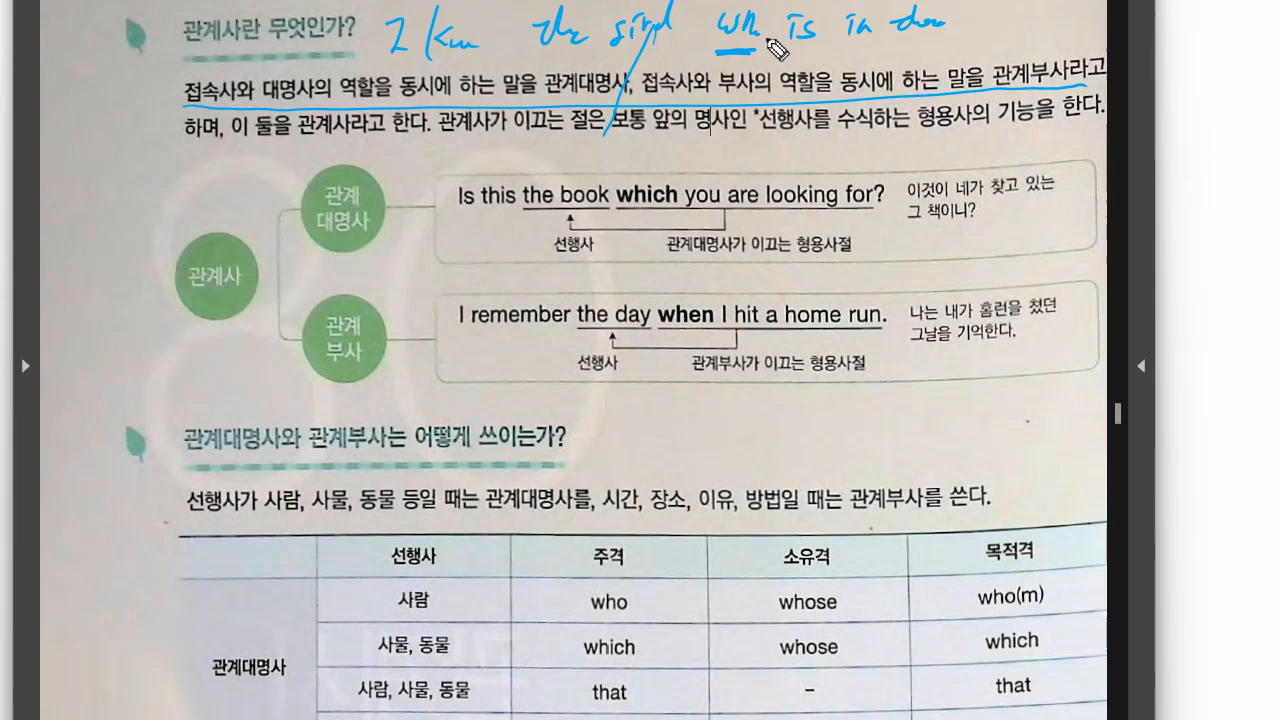 관계사란 무엇인가?
the is in
접속사와 대명사의 역할을 동시에 하는 말을 관계대명사, 접속사와 부사의 역할을 동시에 하는 말을 관계부사라고
하며, 이 둘을 관계사라고 한다. 관계사가 이끄는 절은 보통 앞의 명사인 *선행사를 수식하는 형용사의 기능을 한다.
관계사
관계
대명사
Is this the book which you are looking for?
선행사 관계대명사가 이끄는 형용사절
이것이 네가 찾고 있는
그 책이니?
관계
부사
I remember the day when I hit a home run.
선행사 관계부사가 이끄는 형용사절
나는 내가 홈런을 쳤던
그날을 기억한다.
관계대명사와 관계부사는 어떻게 쓰이는가?
선행사가 사람, 사물, 동물 등일 때는 관계대명사를, 시간, 장소, 이유, 방법일 때는 관계부사를 쓴다.
선행사 주격 소유격 목적격
사람 who whose who(m)
사물, 동물 which whose which
관계대명사
사람, 사물, 동물 that – that